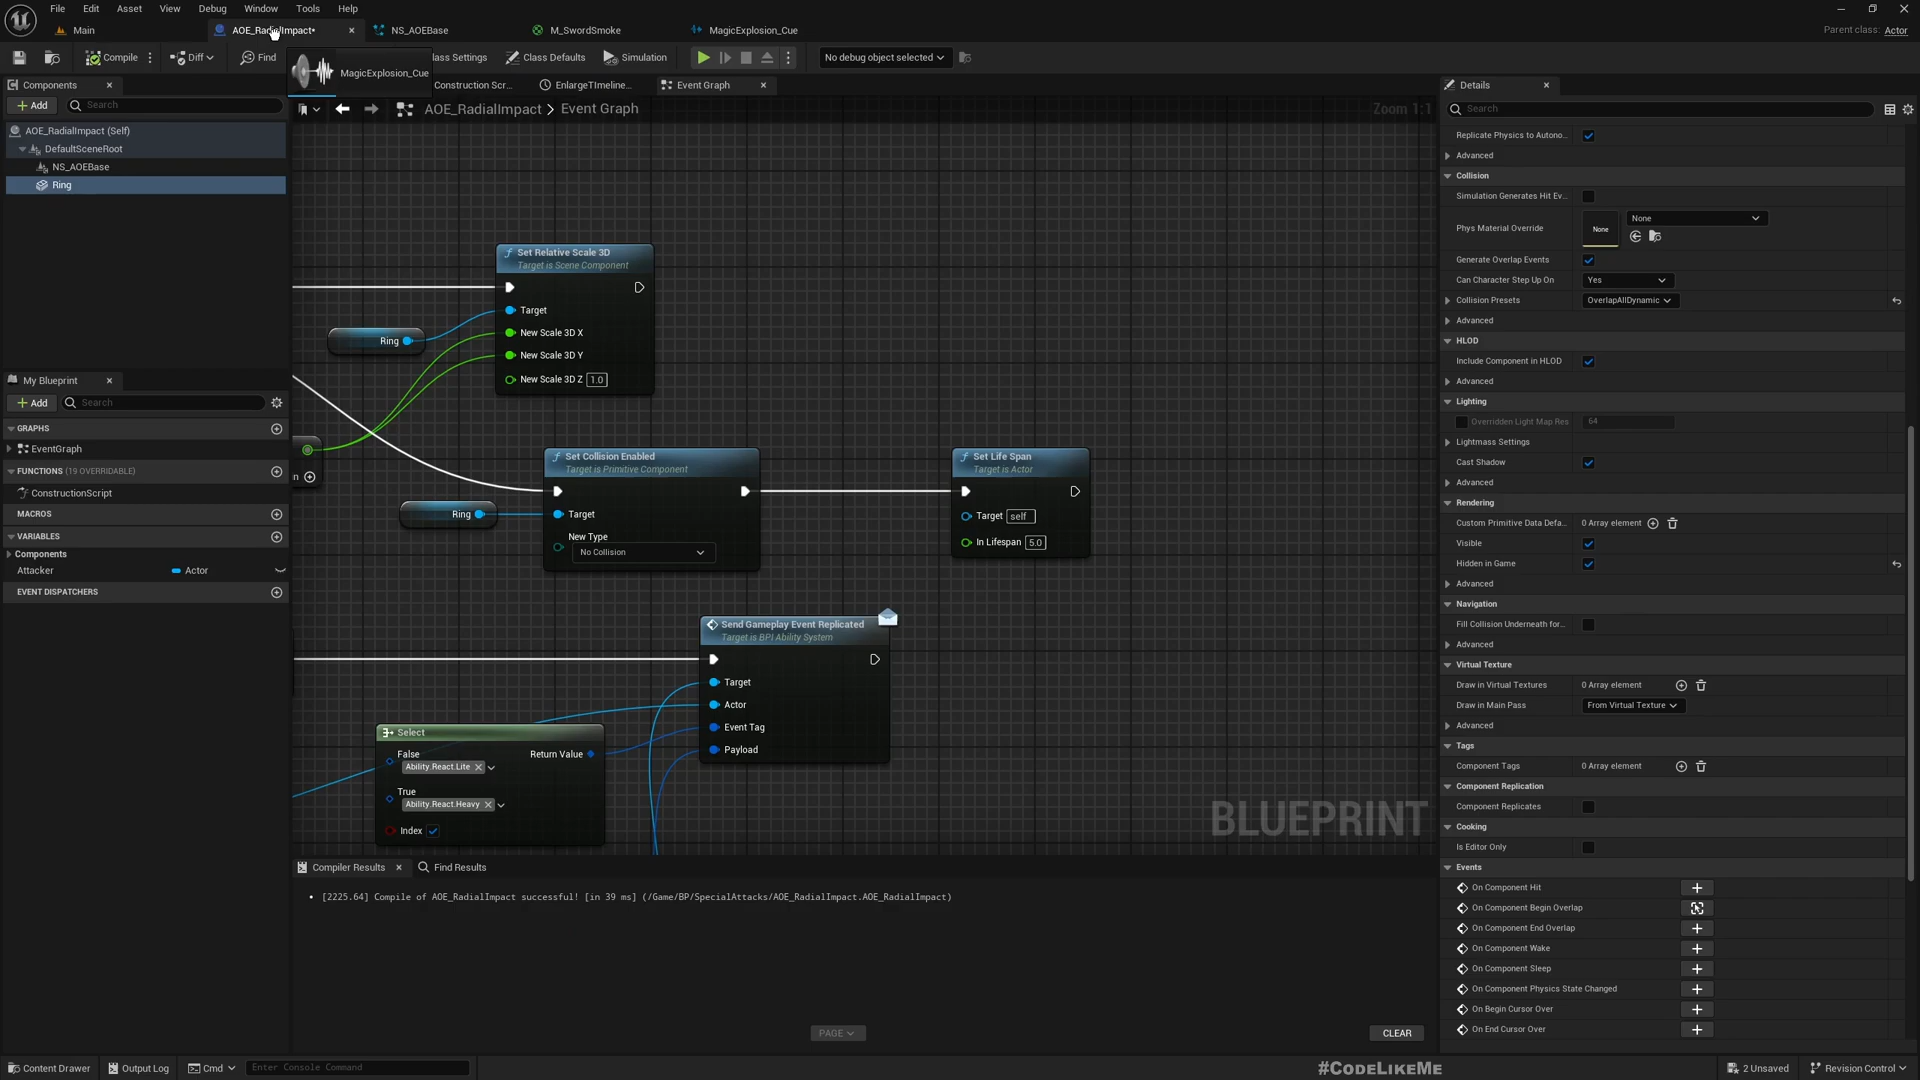 File Edit Asset View Debug Window Tools Help
Main
AOE_RadialImpact•
NS_AOEBase
M_SwordSmoke
MagicExplosion_Cue
Parent class: Actor
Compile
Diff
Find
MagicExplosion_Cue
lass Settings
Class Defaults
Simulation
No debug object selected
Components
Construction Scr...
EnlargeTImeline...
Event Graph
Details
Add
Search
AOE_RadialImpact > Event Graph
Zoom 1:1
Search
AOE_RadialImpact (Self)
DefaultSceneRoot
NS_AOEBase
Ring
My Blueprint
Add
Search
GRAPHS
EventGraph
FUNCTIONS (19 OVERRIDABLE)
ConstructionScript
MACROS
VARIABLES
Components
Attacker
Actor
EVENT DISPATCHERS
Set Relative Scale 3D
Target is Scene Component
Target
New Scale 3D X
New Scale 3D Y
New Scale 3D Z 1.0
Ring
n
Set Collision Enabled
Target is Primitive Component
Target
New Type
No Collision
Ring
Set Life Span
Target is Actor
Target self
In Lifespan 5.0
Send Gameplay Event Replicated
Target is BPI Ability System
Target
Actor
Event Tag
Payload
Select
False
Ability.React.Lite
Return Value
True
Ability.React.Heavy
Index
BLUEPRINT
Compiler Results
Find Results
[2225.64] Compile of AOE_RadialImpact successful! [in 39 ms] (/Game/BP/SpecialAttacks/AOE_RadialImpact.AOE_RadialImpact)
PAGE
CLEAR
Replicate Physics to Autono...
Advanced
Collision
Simulation Generates Hit Ev...
Phys Material Override
None
None
Generate Overlap Events
Can Character Step Up On
Yes
Collision Presets
OverlapAllDynamic
Advanced
HLOD
Include Component in HLOD
Advanced
Lighting
Overridden Light Map Res
64
Lightmass Settings
Cast Shadow
Advanced
Rendering
Custom Primitive Data Defa...
0 Array element
Visible
Hidden in Game
Advanced
Navigation
Fill Collision Underneath for...
Advanced
Virtual Texture
Draw in Virtual Textures
0 Array element
Draw in Main Pass
From Virtual Texture
Advanced
Tags
Component Tags
0 Array element
Component Replication
Component Replicates
Cooking
Is Editor Only
Events
On Component Hit
On Component Begin Overlap
On Component End Overlap
On Component Wake
On Component Sleep
On Component Physics State Changed
On Begin Cursor Over
On End Cursor Over
Content Drawer
Output Log
Cmd
Enter Console Command
#CODELIKEME
2 Unsaved
Revision Control